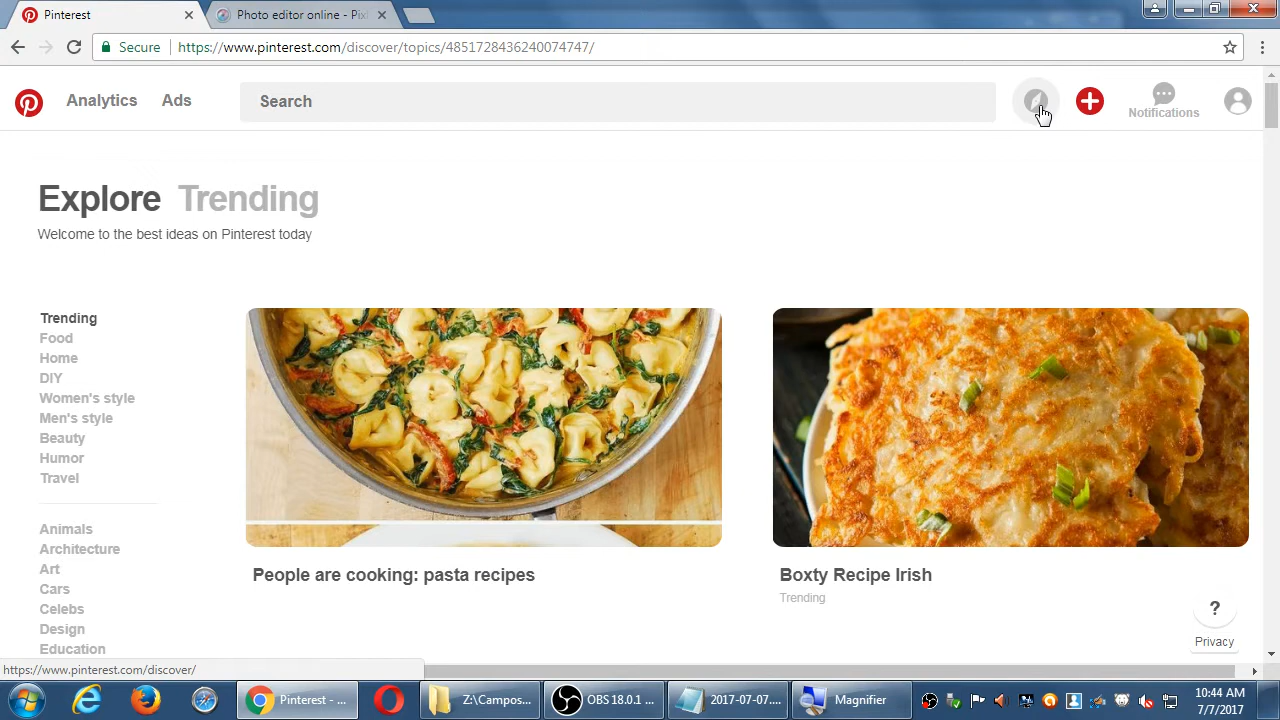 Pinterest
Photo editor online - Pix
Secure
https://www.pinterest.com/discover/topics/4851728436240074747/
Analytics
Ads
Search
Notifications
Explore Trending
Welcome to the best ideas on Pinterest today
Trending
Food
Home
DIY
Women's style
Men's style
Beauty
Humor
Travel
Animals
Architecture
Art
Cars
Celebs
Design
Education
People are cooking: pasta recipes
Boxty Recipe Irish
Trending
?
Privacy
https://www.pinterest.com/discover/
Pinterest - ...
Z:\Campos...
OBS 18.0.1 ...
2017-07-07....
Magnifier
10:44 AM
7/7/2017